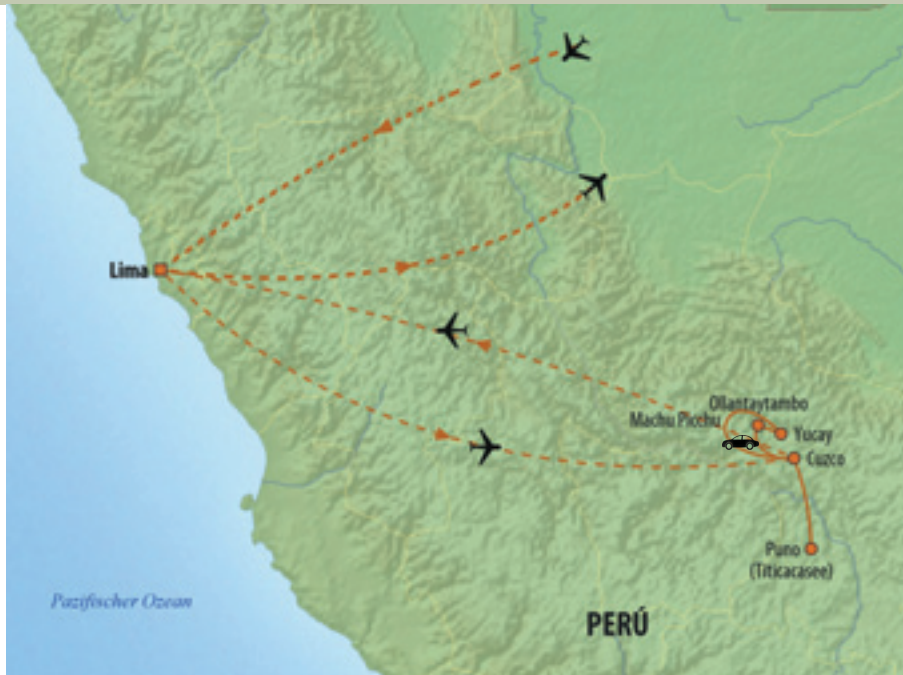 Lima
Ollantaytambo
Machu Picchu
Yucay
Cuzco
Puno
(Titicacasee)
Pazifischer Ozean
PERÚ